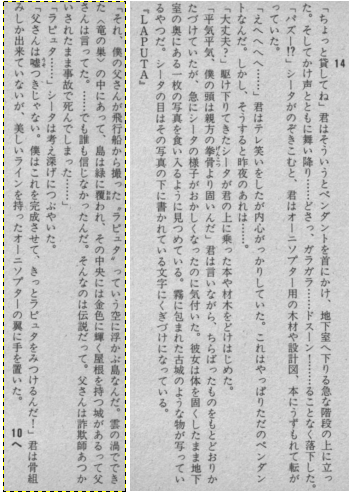 14
「ちょっと貸してね」君はそういうとペンダントを首にかけ、地下室へ下りる急な階段の上に立っ
た。そしてかけ声とともに舞い降り……どさっ、ガラガラ……ドスーン！………ることなく落下した。
「パズー!?」シータがのぞきこむと、君はオーニソプター用の木材や設計図、本にうずもれて転が
っていた。
「えへへへ……」君はテレ笑いをしたが内心がっかりしていた。これはやっぱりただのペンダン
トなんだ。しかし、そうすると昨夜のあれは……。
「大丈夫？」駆け下りてきたシータが君の上に乗った本や材木をどけはじめた。
「平気平気、僕の頭は親方の拳骨より固いんだ」君は言いながら、ちらばったものをもとどおりか
たづけていたが、急にシータの様子がおかしくなったのに気付いた。彼女は体を固くしたまま地下
室の奥にある一枚の写真を食い入るように見つめている。霧に包まれた古城のような物が写ってい
るやつだ。シータの目はその写真の下に書かれている文字にくぎづけになっている。
『LAPUTA』
「それ、僕の父さんが飛行船から撮った〝ラピュタ〟っていう空に浮かぶ島なんだ。雲の渦ででき
た〈竜の巣〉の中にあって、島は緑に覆われ、その中央には金色に輝く屋根を持つ城があるって父
さんは言ってた。……でも誰も信じなかったんだ。そんなのは伝説だって。父さんは詐欺師あつか
いされたまま事故で死んでしまった……」
「ラピュタ……」シータは考え深げにつぶやいた。
「父さんは嘘つきじゃない。僕はこれを完成させて、きっとラピュタをみつけるんだ！」君は骨組
みしか出来ていないが、美しいラインを持ったオーニソプターの翼に手を置いた。
10へ